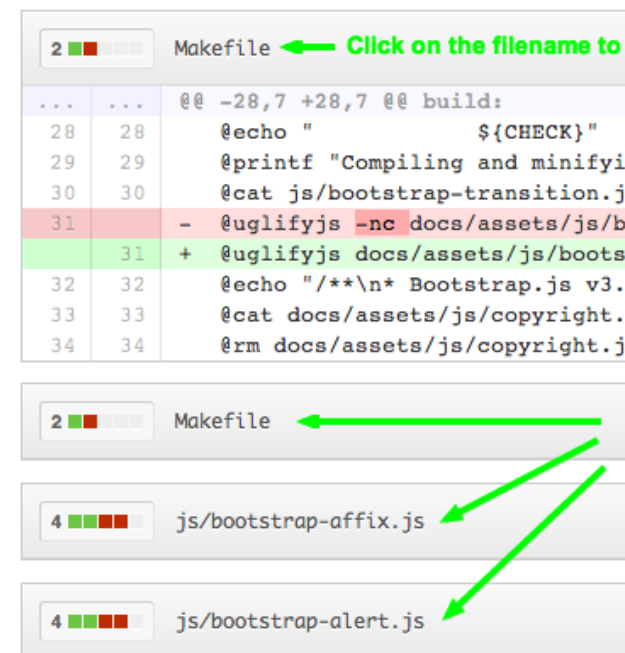 2 Makefile Click on the filename to
... ... @@ -28,7 +28,7 @@ build:
28 28 @echo " ${CHECK}"
29 29 @printf "Compiling and minifyi
30 30 @cat js/bootstrap-transition.j
31 - @uglifyjs -nc docs/assets/js/b
31 + @uglifyjs docs/assets/js/boots
32 32 @echo "/**\n* Bootstrap.js v3.
33 33 @cat docs/assets/js/copyright.
34 34 @rm docs/assets/js/copyright.j
2 Makefile
4 js/bootstrap-affix.js
4 js/bootstrap-alert.js